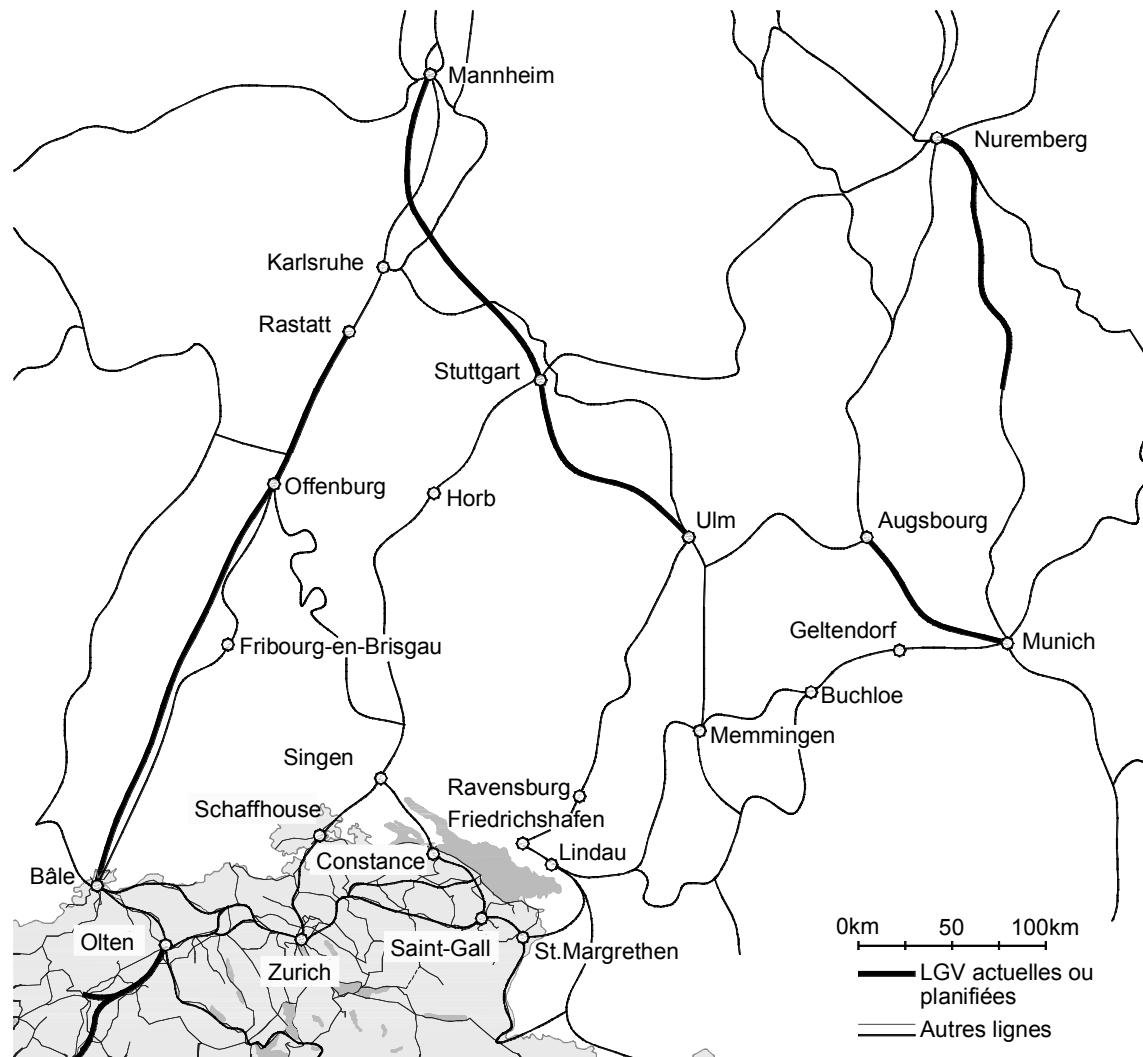 Mannheim
Nuremberg
Karlsruhe
Rastatt
Stuttgart
Offenburg
Horb
Ulm
Augsbourg
Fribourg-en-Brisgau
Geltendorf
Munich
Buchloe
Memmingen
Singen
Ravensburg
Schaffhouse
Friedrichshafen
Constance
Lindau
Bâle
Olten
Zurich
Saint-Gall
St.Margrethen
0km 50 100km
LGV actuelles ou
planifiées
Autres lignes